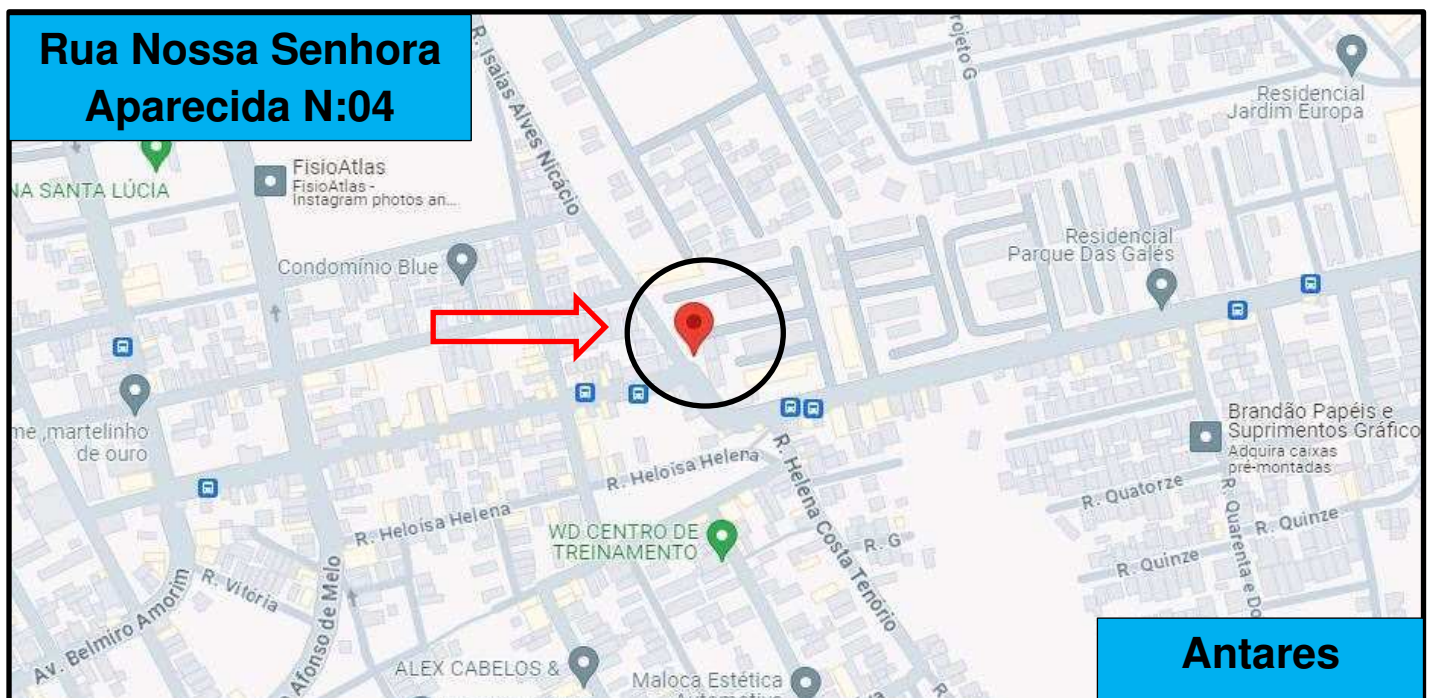 Rua Nossa Senhora
Aparecida N:04
R. Isaias Alves Nicácio
rojeto G
Residencial
Jardim Europa
FisioAtlas
FisioAtlas -
Instagram photos an...
NA SANTA LÚCIA
Condomínio Blue
Residencial
Parque Das Galés
me ,martelinho
de ouro
Brandão Papéis e
Suprimentos Gráfico
Adquira caixas
pré-montadas
R. Heloísa Helena
R. Helena Costa Tenório
R. Quatorze
R. Quarenta e Do
R. Quinze
R. Quinze
R. Heloísa Helena
WD CENTRO DE
TREINAMENTO
R. G
R. Vitória
Av. Belmiro Amorim
Afonso de Melo
ALEX CABELOS &
Maloca Estética
Antares